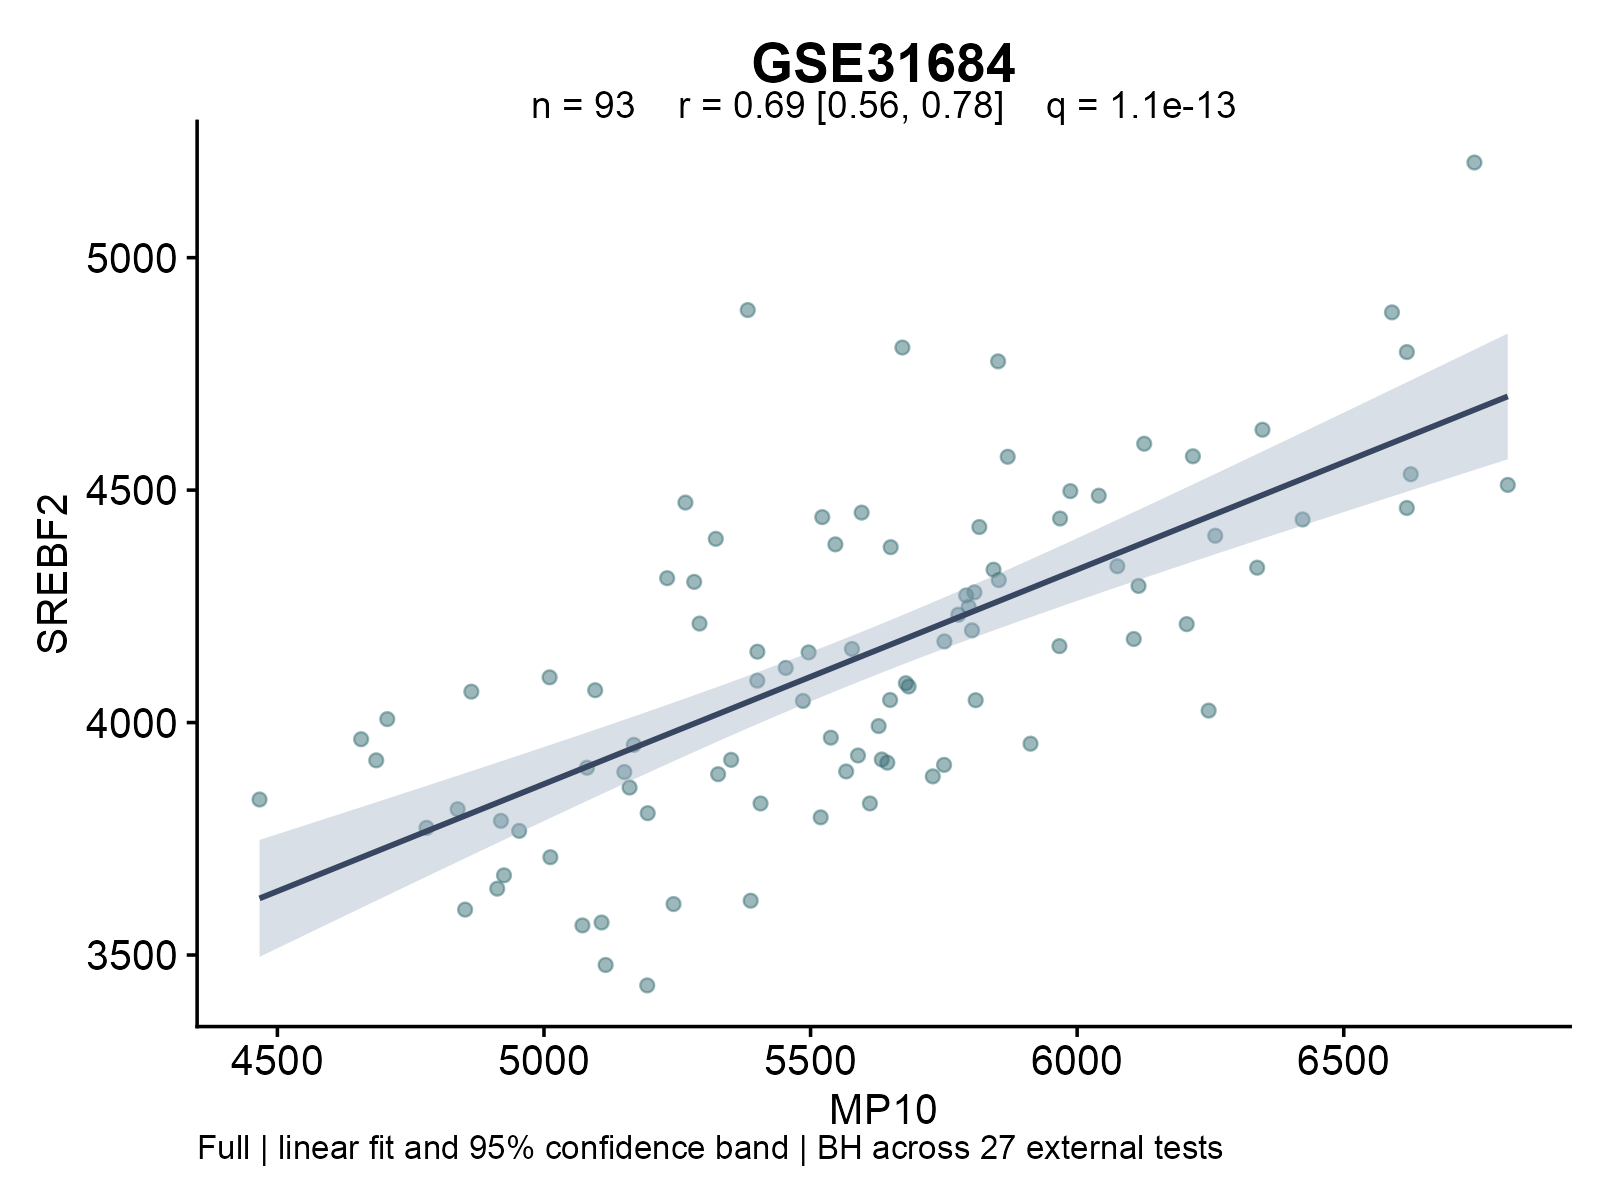 GSE31684
n = 93 r = 0.69 [0.56, 0.78] q = 1.1e-13
SREBF2
5000
4500
4000
3500
4500 5000 5500 6000 6500
MP10
Full | linear fit and 95% confidence band | BH across 27 external tests